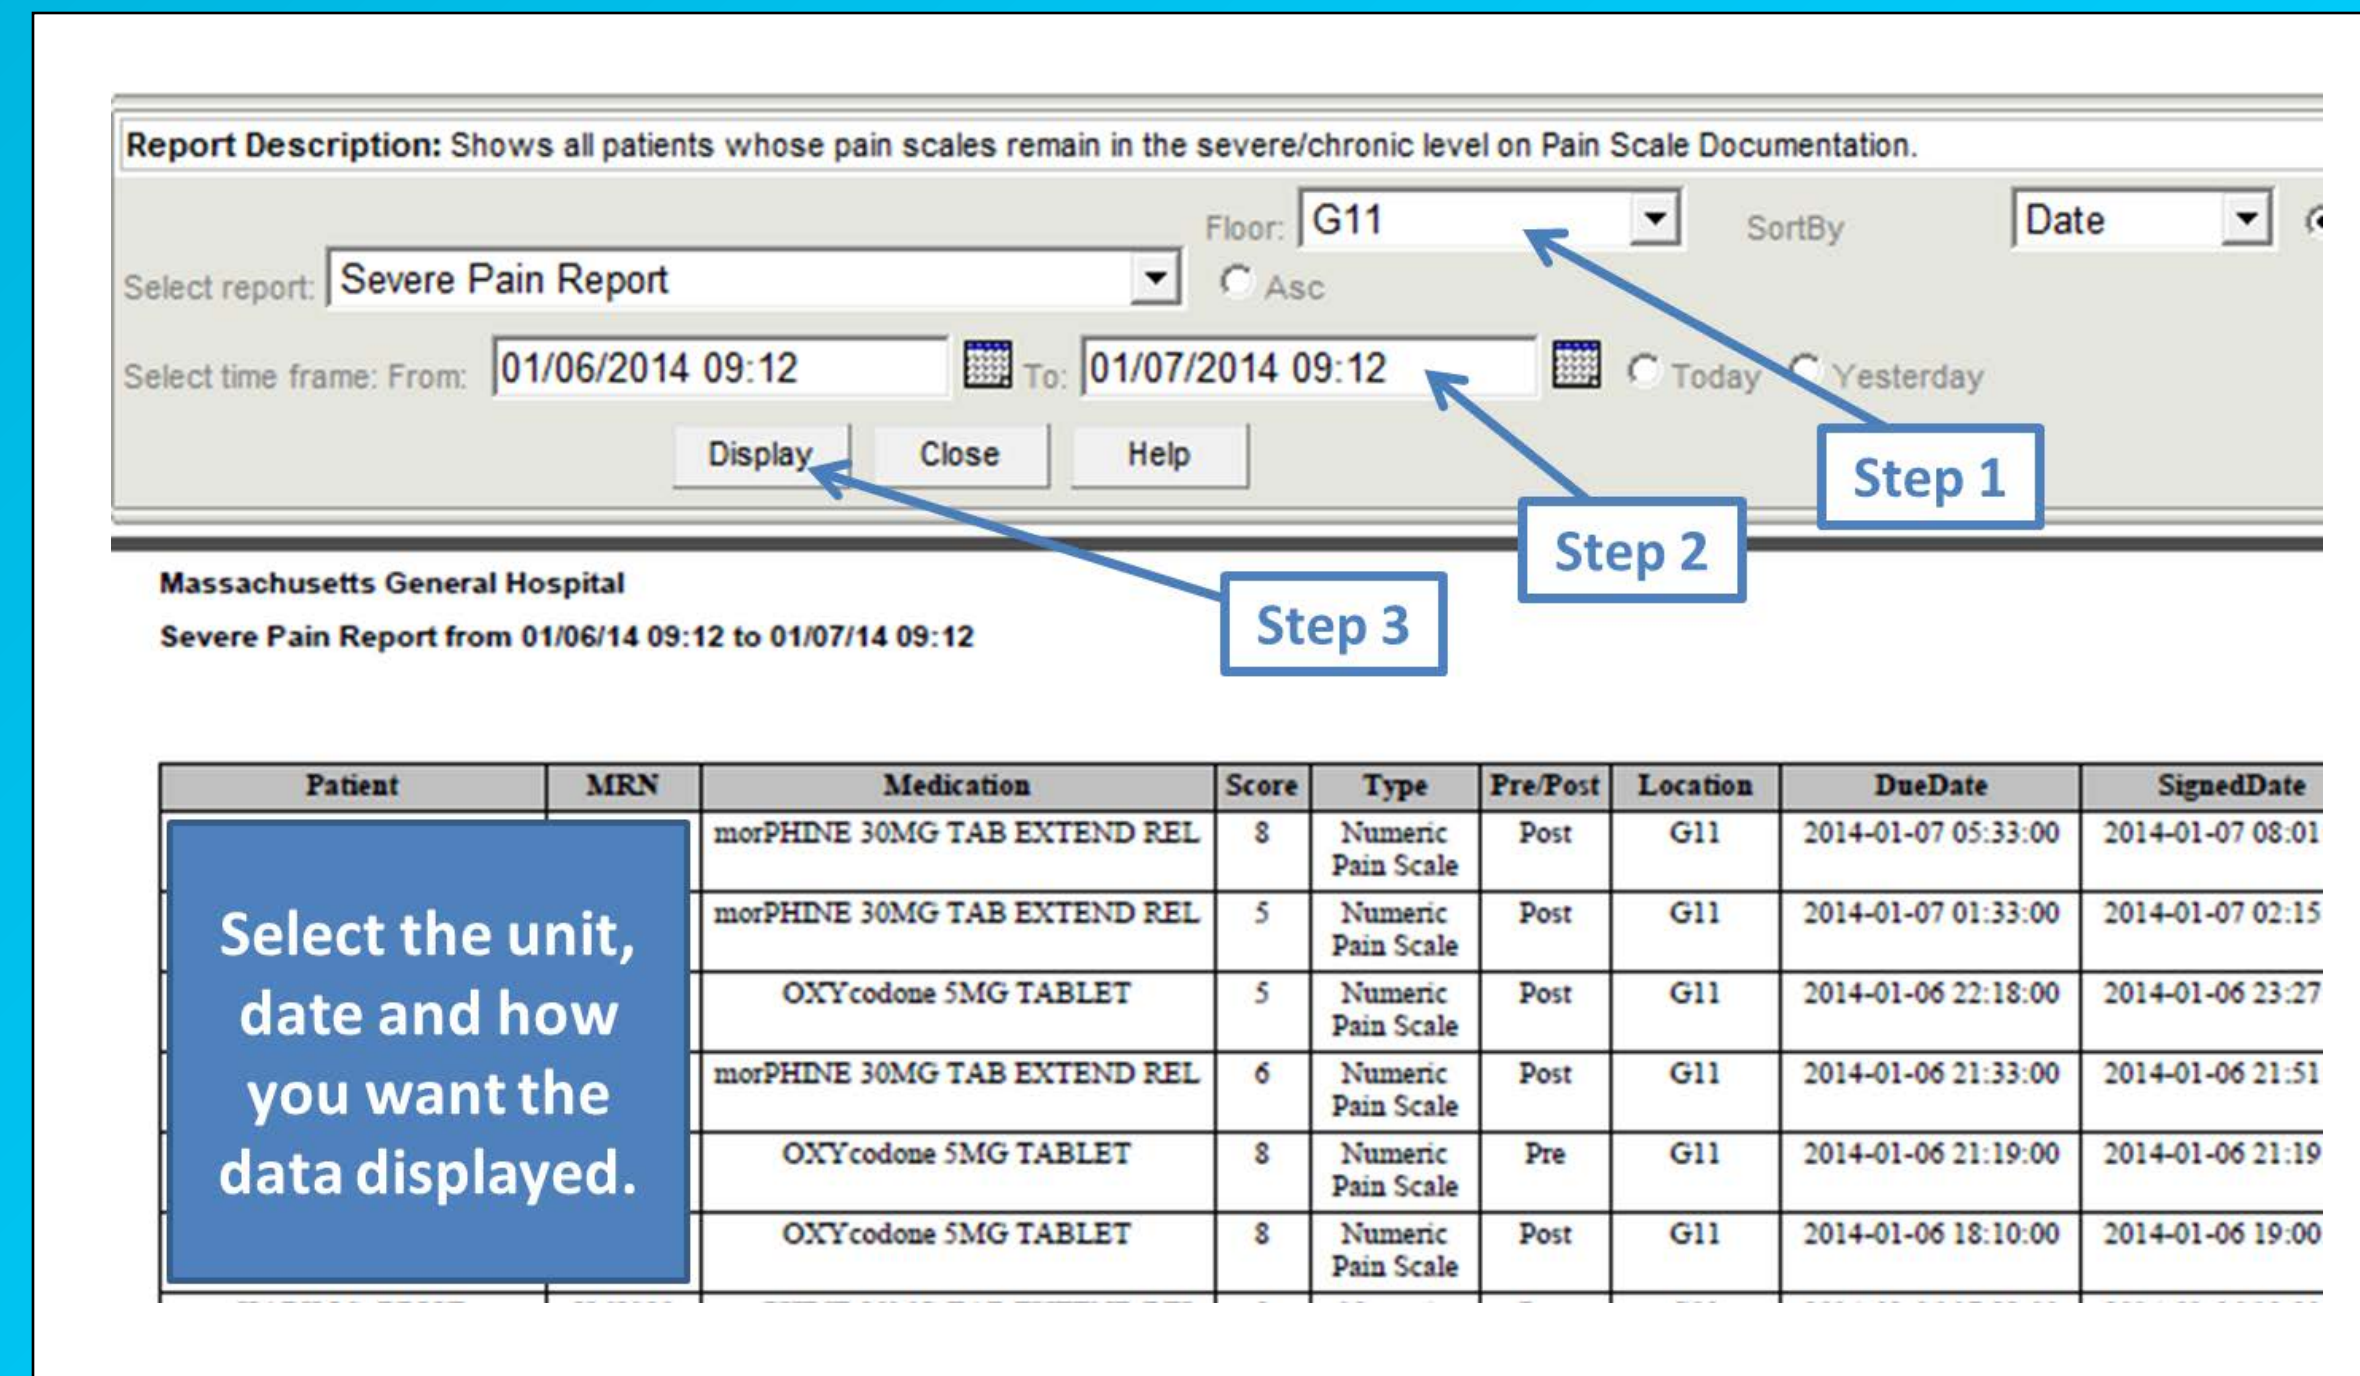 Report Description: Shows all patients whose pain scales remain in the severe/chronic level on Pain Scale Documentation.
Floor: G11 SortBy Date
Select report: Severe Pain Report Asc
Select time frame: From: 01/06/2014 09:12 To: 01/07/2014 09:12 Today Yesterday
Display Close Help
Step 1
Step 2
Step 3
Massachusetts General Hospital
Severe Pain Report from 01/06/14 09:12 to 01/07/14 09:12
Patient MRN Medication Score Type Pre/Post Location DueDate SignedDate
morPHINE 30MG TAB EXTEND REL 8 Numeric Pain Scale Post G11 2014-01-07 05:33:00 2014-01-07 08:01
morPHINE 30MG TAB EXTEND REL 5 Numeric Pain Scale Post G11 2014-01-07 01:33:00 2014-01-07 02:15
OXYcodone 5MG TABLET 5 Numeric Pain Scale Post G11 2014-01-06 22:18:00 2014-01-06 23:27
morPHINE 30MG TAB EXTEND REL 6 Numeric Pain Scale Post G11 2014-01-06 21:33:00 2014-01-06 21:51
OXYcodone 5MG TABLET 8 Numeric Pain Scale Pre G11 2014-01-06 21:19:00 2014-01-06 21:19
OXYcodone 5MG TABLET 8 Numeric Pain Scale Post G11 2014-01-06 18:10:00 2014-01-06 19:00
Select the unit,
date and how
you want the
data displayed.